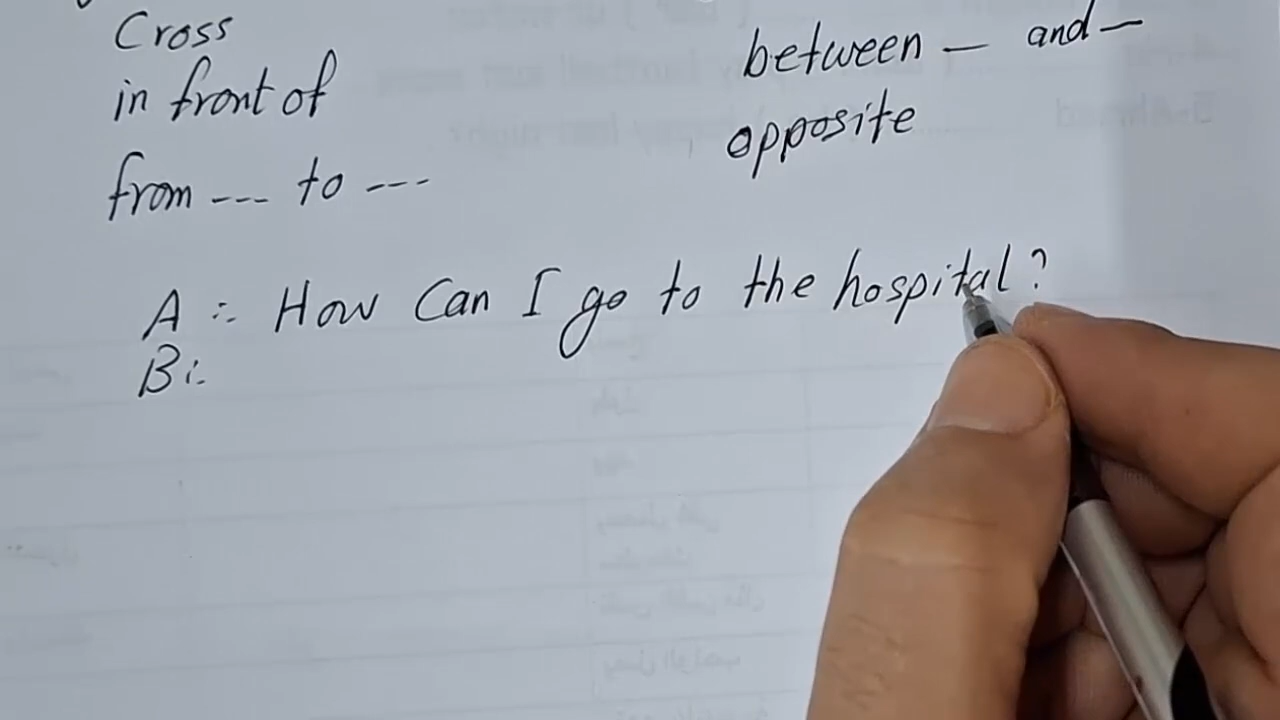 Cross
in front of
from --- to ---
between — and —
opposite
A :- How Can I go to the hospital?
B :-